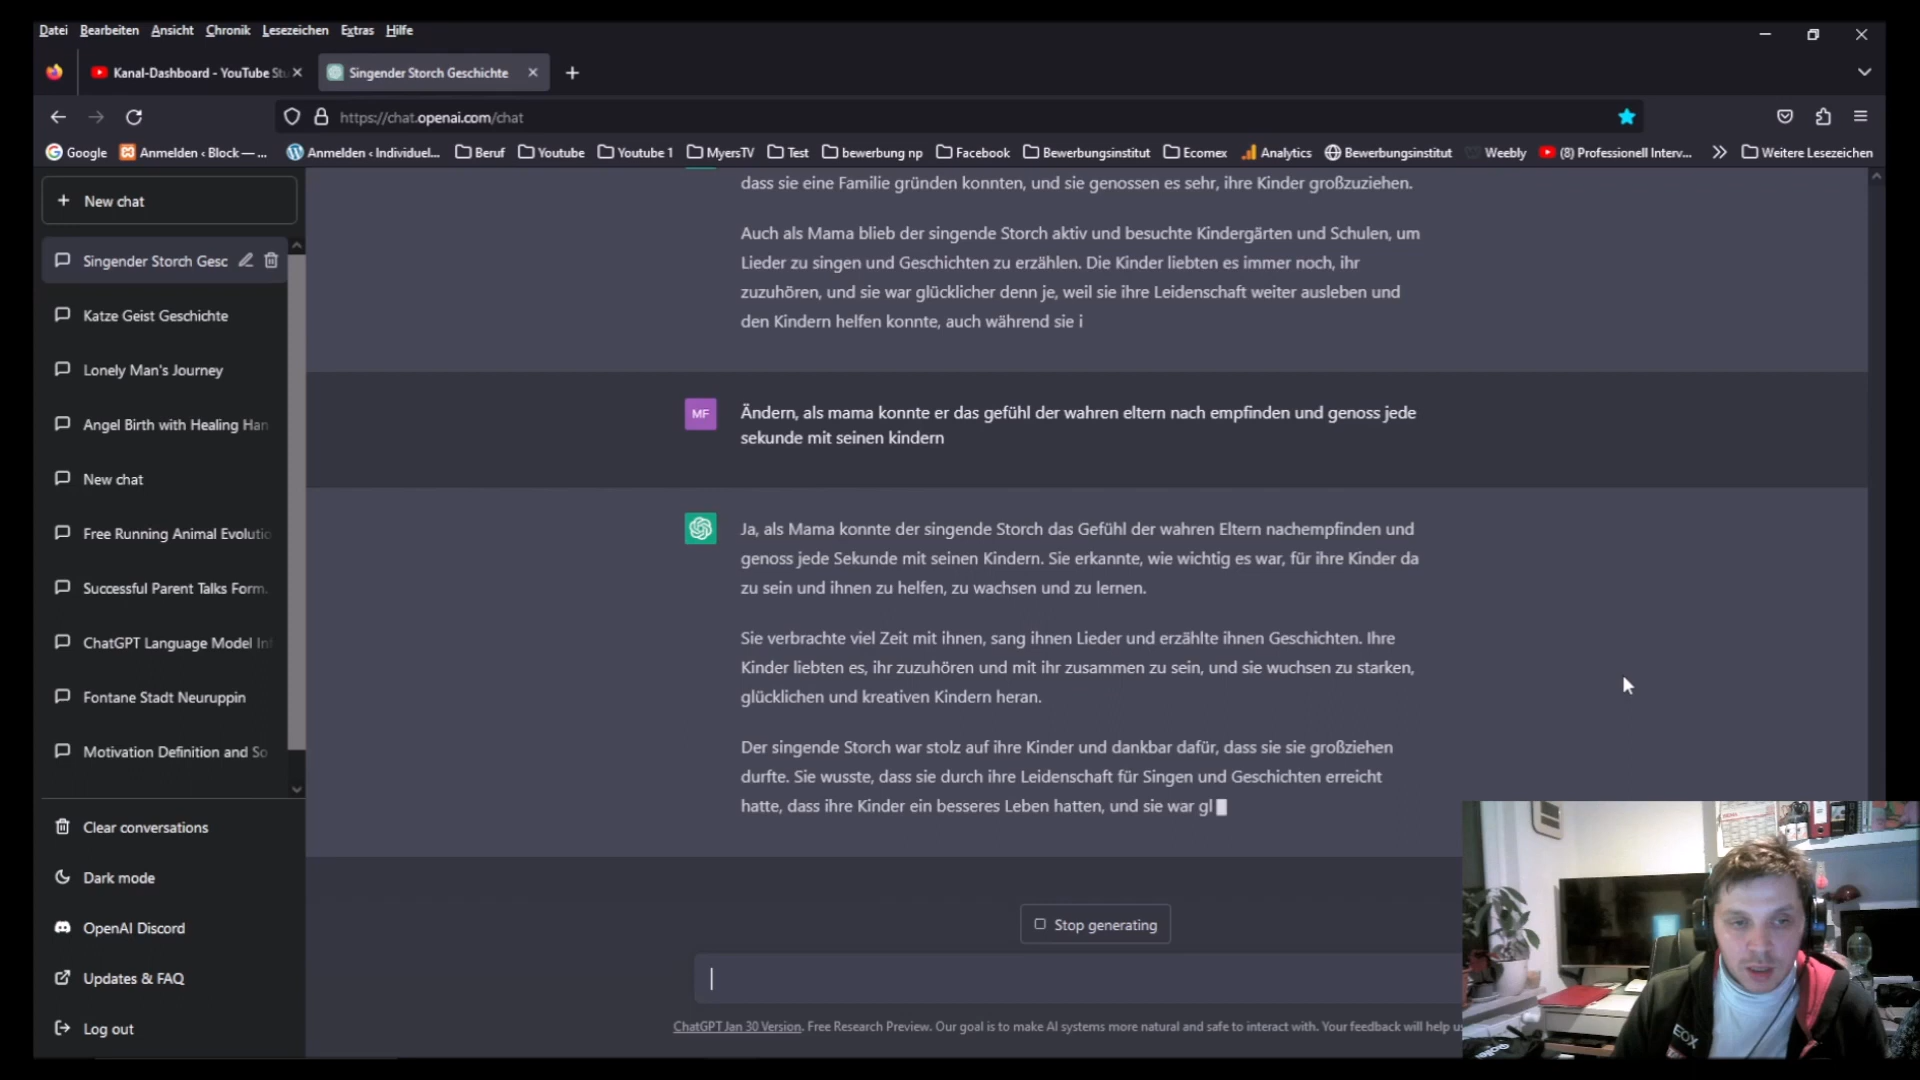 Datei Bearbeiten Ansicht Chronik Lesezeichen Extras Hilfe
Kanal-Dashboard - YouTube Stu
Singender Storch Geschichte
https://chat.openai.com/chat
Google
Anmelden ‹ Block — ...
Anmelden ‹ Individuel...
Beruf
Youtube
Youtube 1
MyersTV
Test
bewerbung np
Facebook
Bewerbungsinstitut
Ecomex
Analytics
Bewerbungsinstitut
Weebly
(8) Professionell Interv...
Weitere Lesezeichen
New chat
Singender Storch Gesc
Katze Geist Geschichte
Lonely Man's Journey
Angel Birth with Healing Han
New chat
Free Running Animal Evolutio
Successful Parent Talks Form.
ChatGPT Language Model In
Fontane Stadt Neuruppin
Motivation Definition and So
Clear conversations
Dark mode
OpenAI Discord
Updates & FAQ
Log out
dass sie eine Familie gründen konnten, und sie genossen es sehr, ihre Kinder großzuziehen.
Auch als Mama blieb der singende Storch aktiv und besuchte Kindergärten und Schulen, um
Lieder zu singen und Geschichten zu erzählen. Die Kinder liebten es immer noch, ihr
zuzuhören, und sie war glücklicher denn je, weil sie ihre Leidenschaft weiter ausleben und
den Kindern helfen konnte, auch während sie i
MF
Ändern, als mama konnte er das gefühl der wahren eltern nach empfinden und genoss jede
sekunde mit seinen kindern
Ja, als Mama konnte der singende Storch das Gefühl der wahren Eltern nachempfinden und
genoss jede Sekunde mit seinen Kindern. Sie erkannte, wie wichtig es war, für ihre Kinder da
zu sein und ihnen zu helfen, zu wachsen und zu lernen.
Sie verbrachte viel Zeit mit ihnen, sang ihnen Lieder und erzählte ihnen Geschichten. Ihre
Kinder liebten es, ihr zuzuhören und mit ihr zusammen zu sein, und sie wuchsen zu starken,
glücklichen und kreativen Kindern heran.
Der singende Storch war stolz auf ihre Kinder und dankbar dafür, dass sie sie großziehen
durfte. Sie wusste, dass sie durch ihre Leidenschaft für Singen und Geschichten erreicht
hatte, dass ihre Kinder ein besseres Leben hatten, und sie war gl
Stop generating
ChatGPT Jan 30 Version. Free Research Preview. Our goal is to make AI systems more natural and safe to interact with. Your feedback will help us